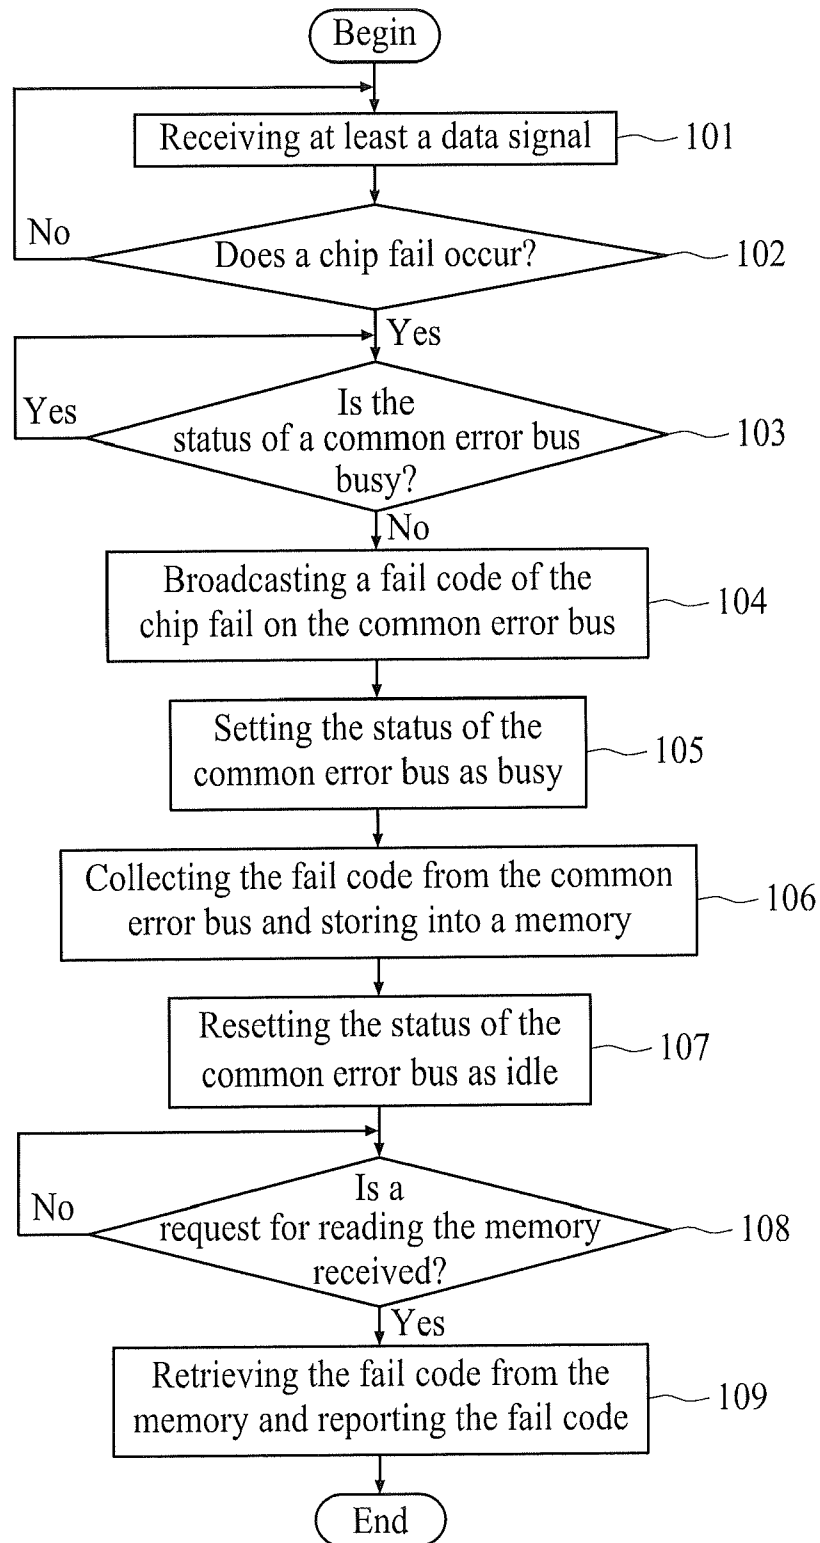 Begin
Receiving at least a data signal
101
No
Does a chip fail occur?
102
Yes
Yes
Is the
status of a common error bus
busy?
103
No
Broadcasting a fail code of the
chip fail on the common error bus
104
Setting the status of the
common error bus as busy
105
Collecting the fail code from the common
error bus and storing into a memory
106
Resetting the status of the
common error bus as idle
107
No
Is a
request for reading the memory
received?
108
Yes
Retrieving the fail code from the
memory and reporting the fail code
109
End